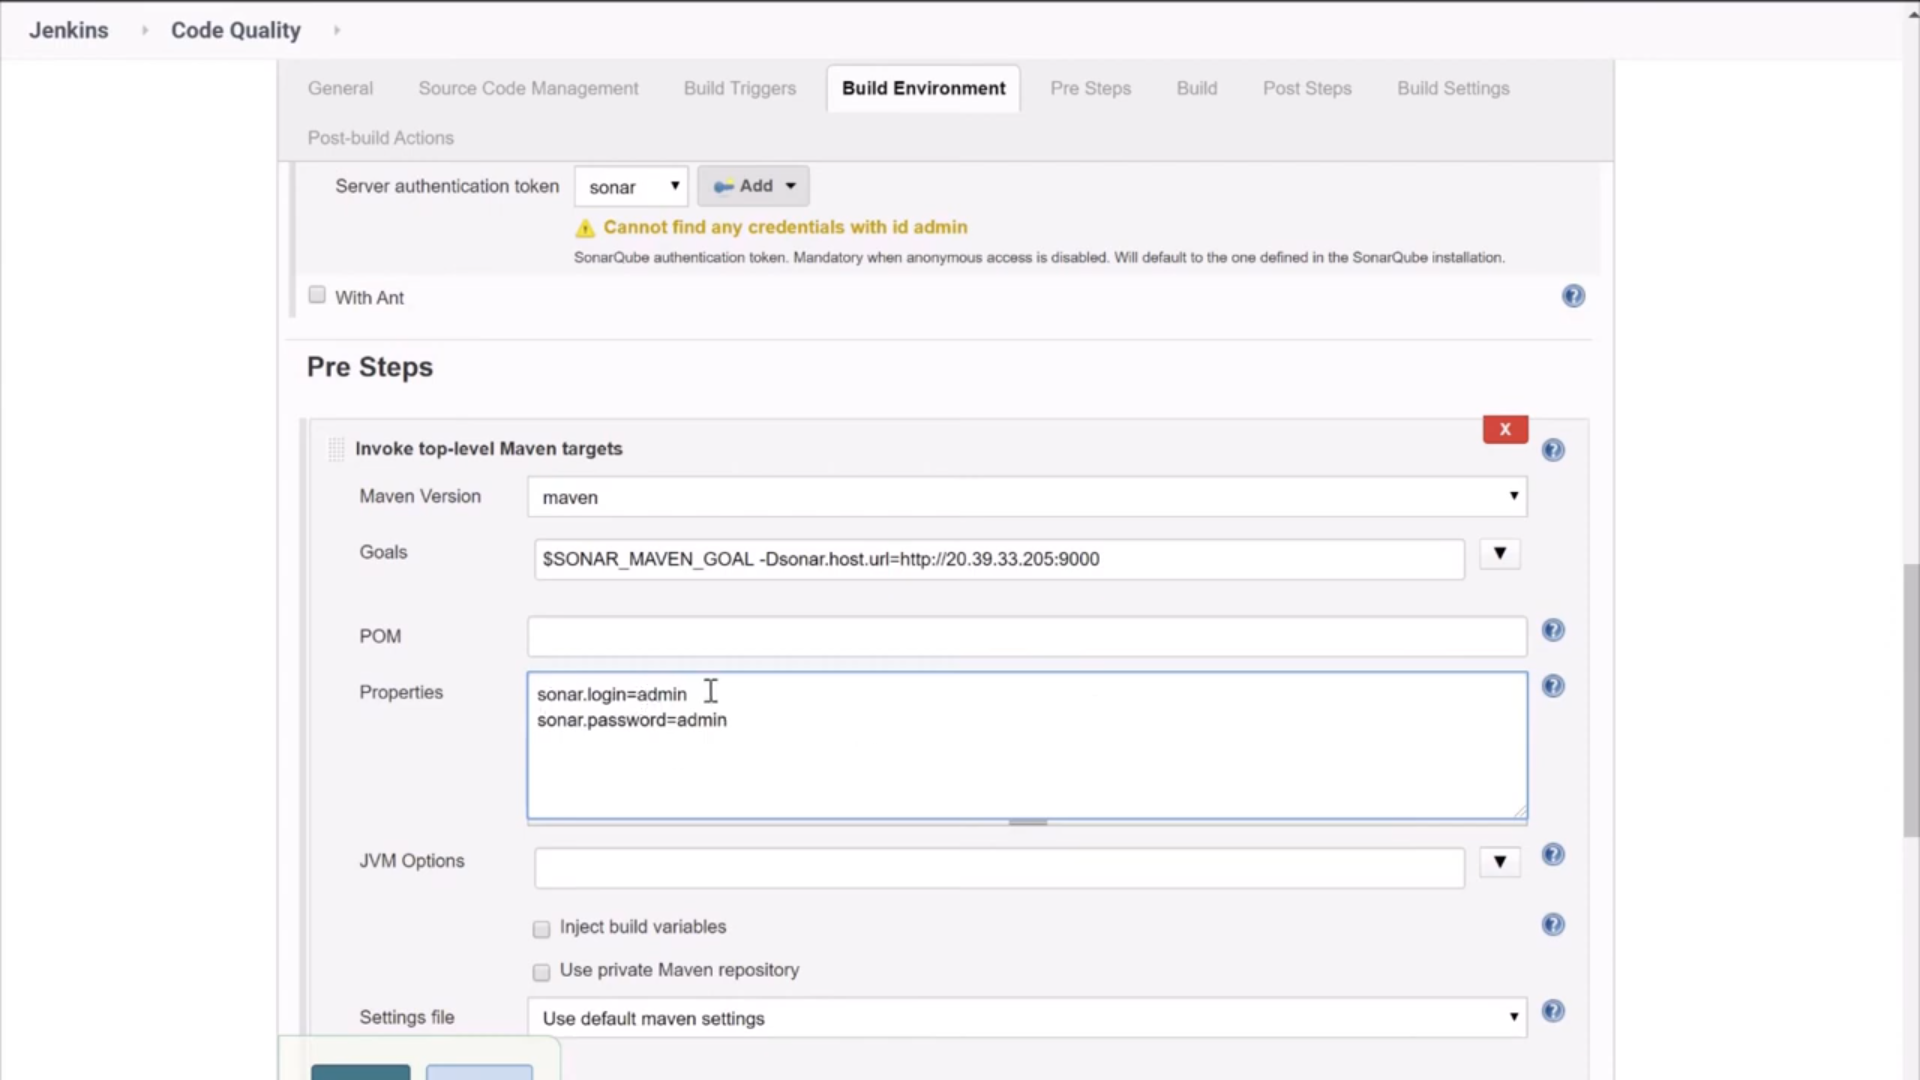 Jenkins
Code Quality
General
Source Code Management
Build Triggers
Build Environment
Pre Steps
Build
Post Steps
Build Settings
Post-build Actions
Server authentication token
sonar
Add
Cannot find any credentials with id admin
SonarQube authentication token. Mandatory when anonymous access is disabled. Will default to the one defined in the SonarQube installation.
With Ant
Pre Steps
X
Invoke top-level Maven targets
Maven Version
maven
Goals
$SONAR_MAVEN_GOAL -Dsonar.host.url=http://20.39.33.205:9000
POM
Properties
sonar.login=admin
sonar.password=admin
JVM Options
Inject build variables
Use private Maven repository
Settings file
Use default maven settings